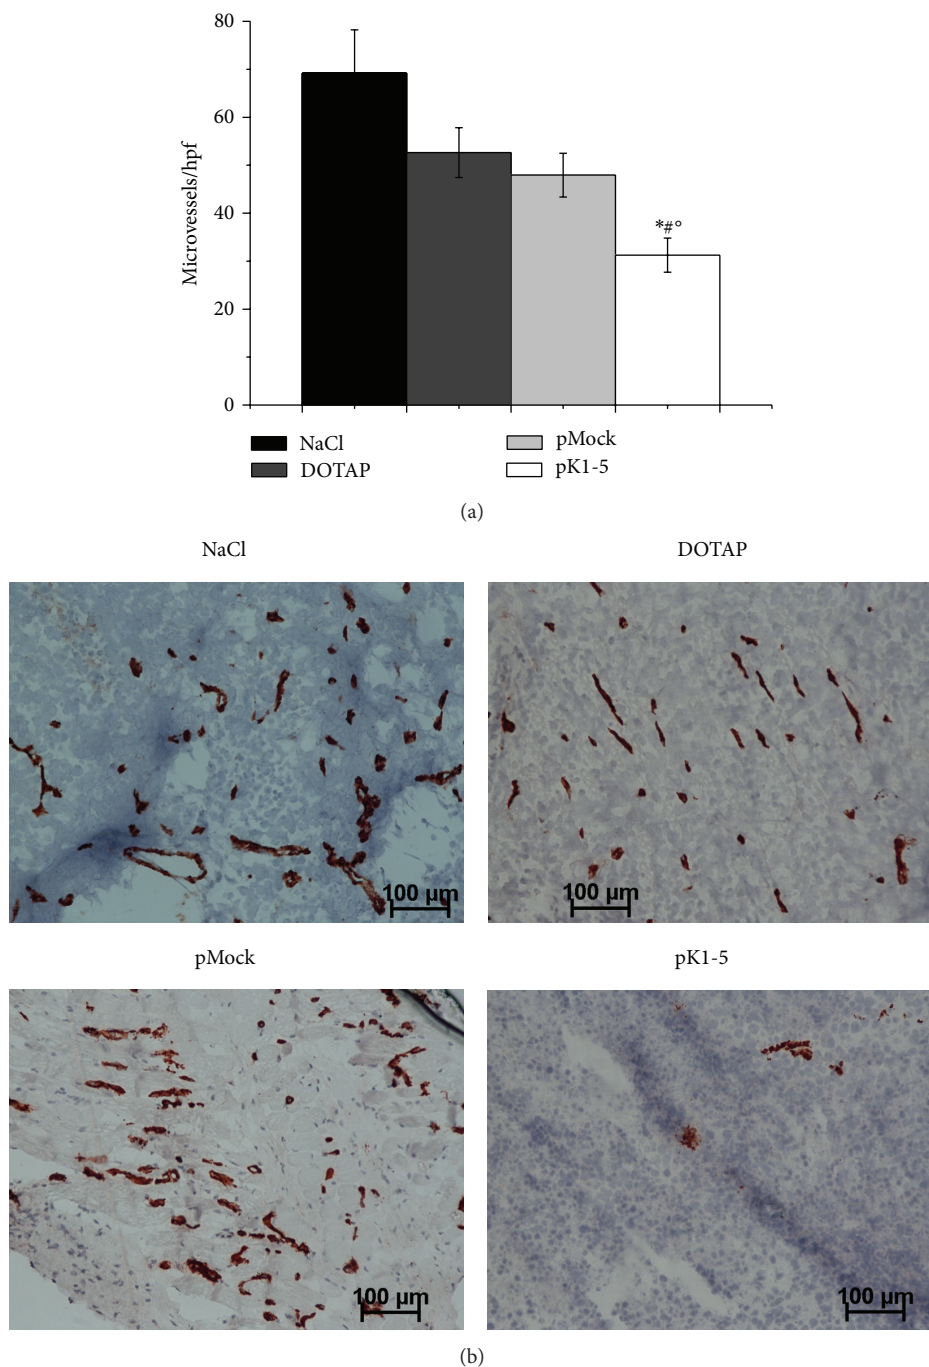 80
60
40
20
0
Microvessels/hpf
*#°
NaCl
DOTAP
pMock
pK1-5
(a)
NaCl
DOTAP
100 µm
100 µm
pMock
pK1-5
100 µm
100 µm
(b)